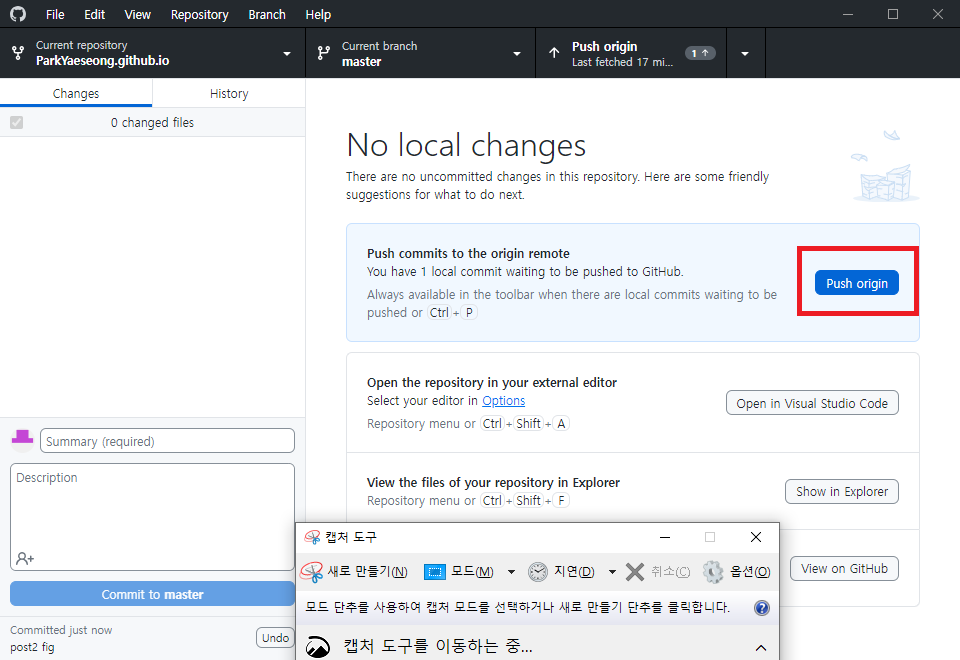 File Edit View Repository Branch Help
Current repository
ParkYaeseong.github.io
Current branch
master
Push origin
Last fetched 17 mi...
1
Changes
History
0 changed files
No local changes
There are no uncommitted changes in this repository. Here are some friendly
suggestions for what to do next.
Push commits to the origin remote
You have 1 local commit waiting to be pushed to GitHub.
Always available in the toolbar when there are local commits waiting to be
pushed or Ctrl + P
Push origin
Open the repository in your external editor
Select your editor in Options
Repository menu or Ctrl + Shift + A
Open in Visual Studio Code
View the files of your repository in Explorer
Repository menu or Ctrl + Shift + F
Show in Explorer
View on GitHub
Summary (required)
Description
Commit to master
Committed just now
post2 fig
Undo
캡처 도구
새로 만들기(N) 모드(M) 지연(D) 취소(C) 옵션(O)
모드 단추를 사용하여 캡처 모드를 선택하거나 새로 만들기 단추를 클릭합니다.
캡처 도구를 이동하는 중...